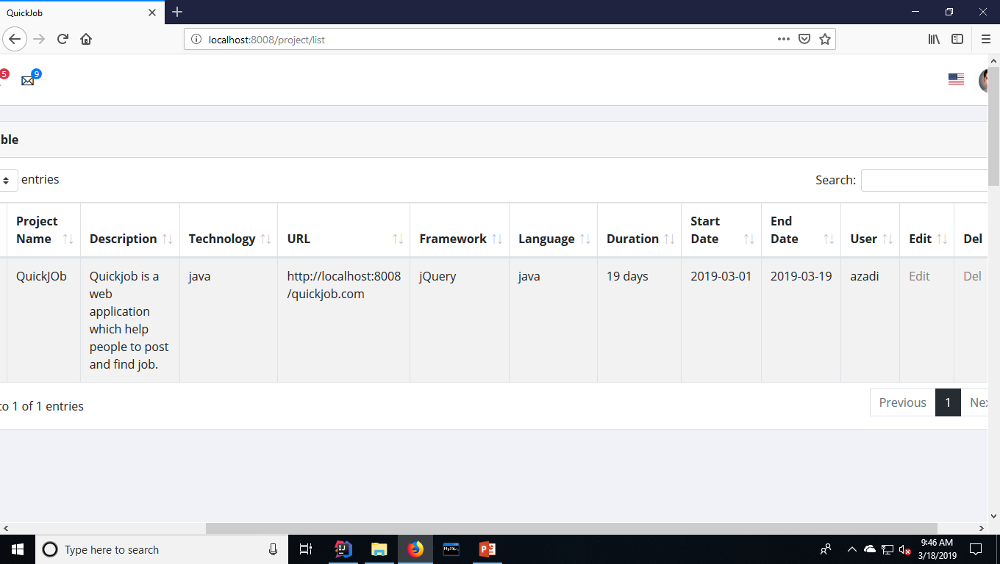 QuickJob
localhost:8008/project/list
5
9
ble
entries
Search:
Project Name
Description
Technology
URL
Framework
Language
Duration
Start Date
End Date
User
Edit
Del
QuickJOb
Quickjob is a
web
application
which help
people to post
and find job.
java
http://localhost:8008
/quickjob.com
jQuery
java
19 days
2019-03-01
2019-03-19
azadi
Edit
Del
to 1 of 1 entries
Previous
1
Nex
Type here to search
IJ
MySQL
P
9:46 AM
3/18/2019